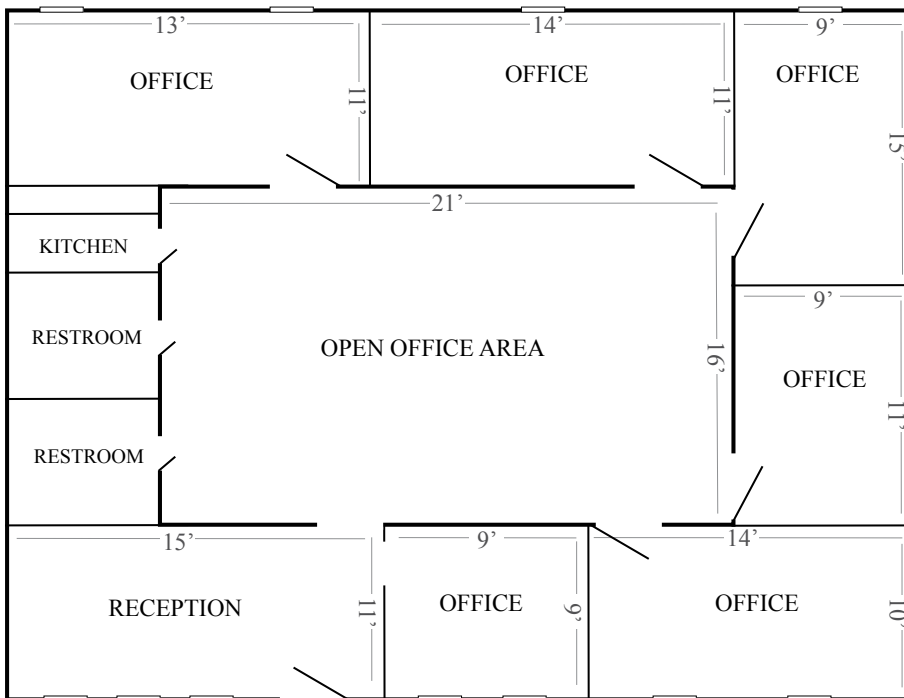 13’
14’
9’
OFFICE
OFFICE
OFFICE
11’
11’
15’
21’
KITCHEN
9’
RESTROOM
OPEN OFFICE AREA
16’
OFFICE
11’
RESTROOM
15’
9’
14’
RECEPTION
11’
OFFICE
9’
OFFICE
10’